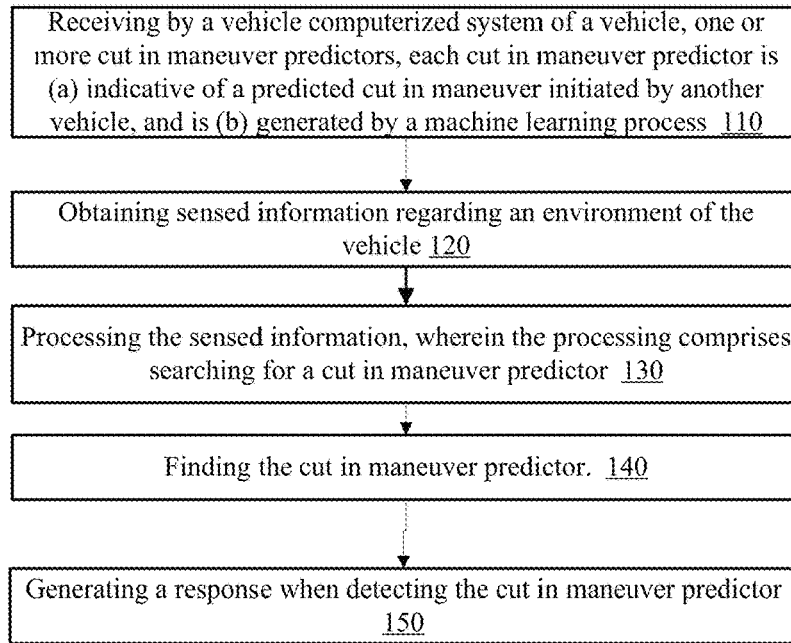 Receiving by a vehicle computerized system of a vehicle, one or
more cut in maneuver predictors, each cut in maneuver predictor is
(a) indicative of a predicted cut in maneuver initiated by another
vehicle, and is (b) generated by a machine learning process 110
Obtaining sensed information regarding an environment of the
vehicle 120
Processing the sensed information, wherein the processing comprises
searching for a cut in maneuver predictor 130
Finding the cut in maneuver predictor. 140
Generating a response when detecting the cut in maneuver predictor
150